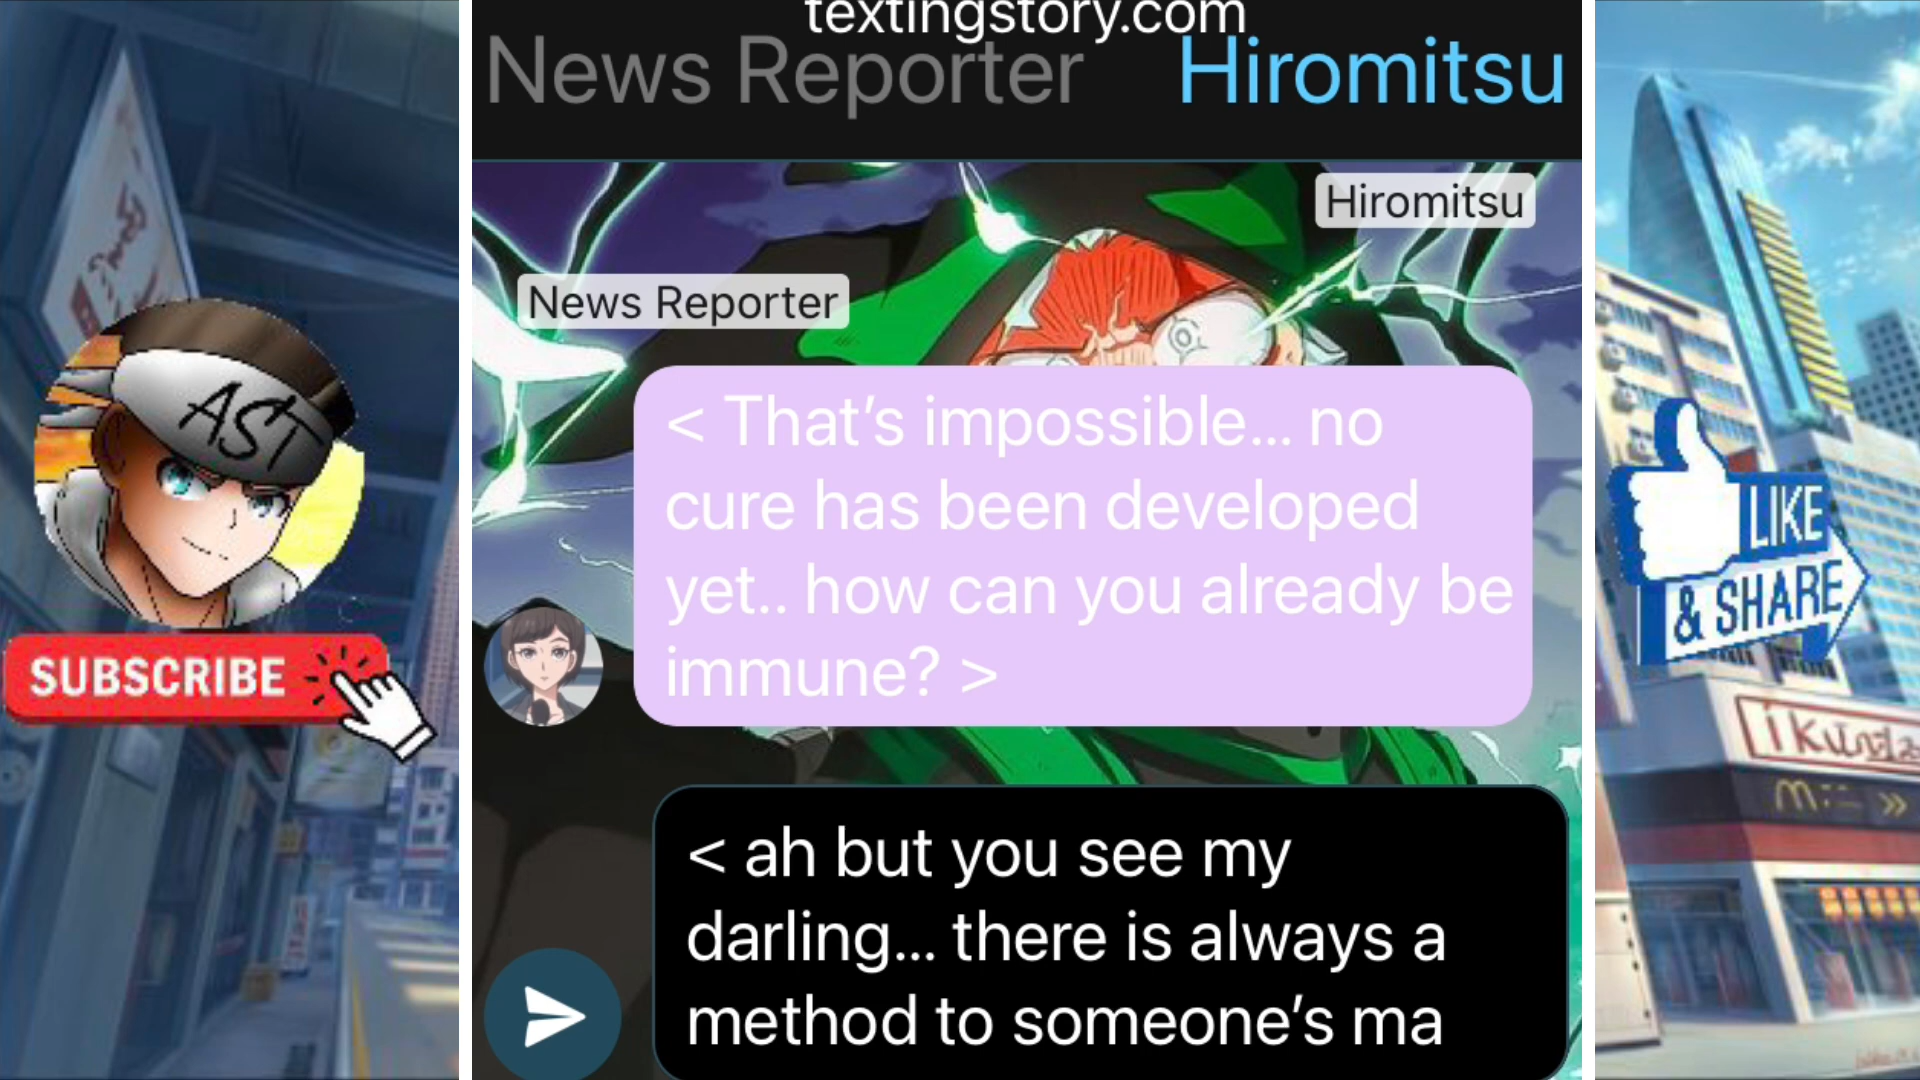 textingstory.com
News Reporter
Hiromitsu
Hiromitsu
News Reporter
< That’s impossible... no
cure has been developed
yet.. how can you already be
immune? >
< ah but you see my
darling... there is always a
method to someone’s ma
AST
SUBSCRIBE
LIKE
& SHARE